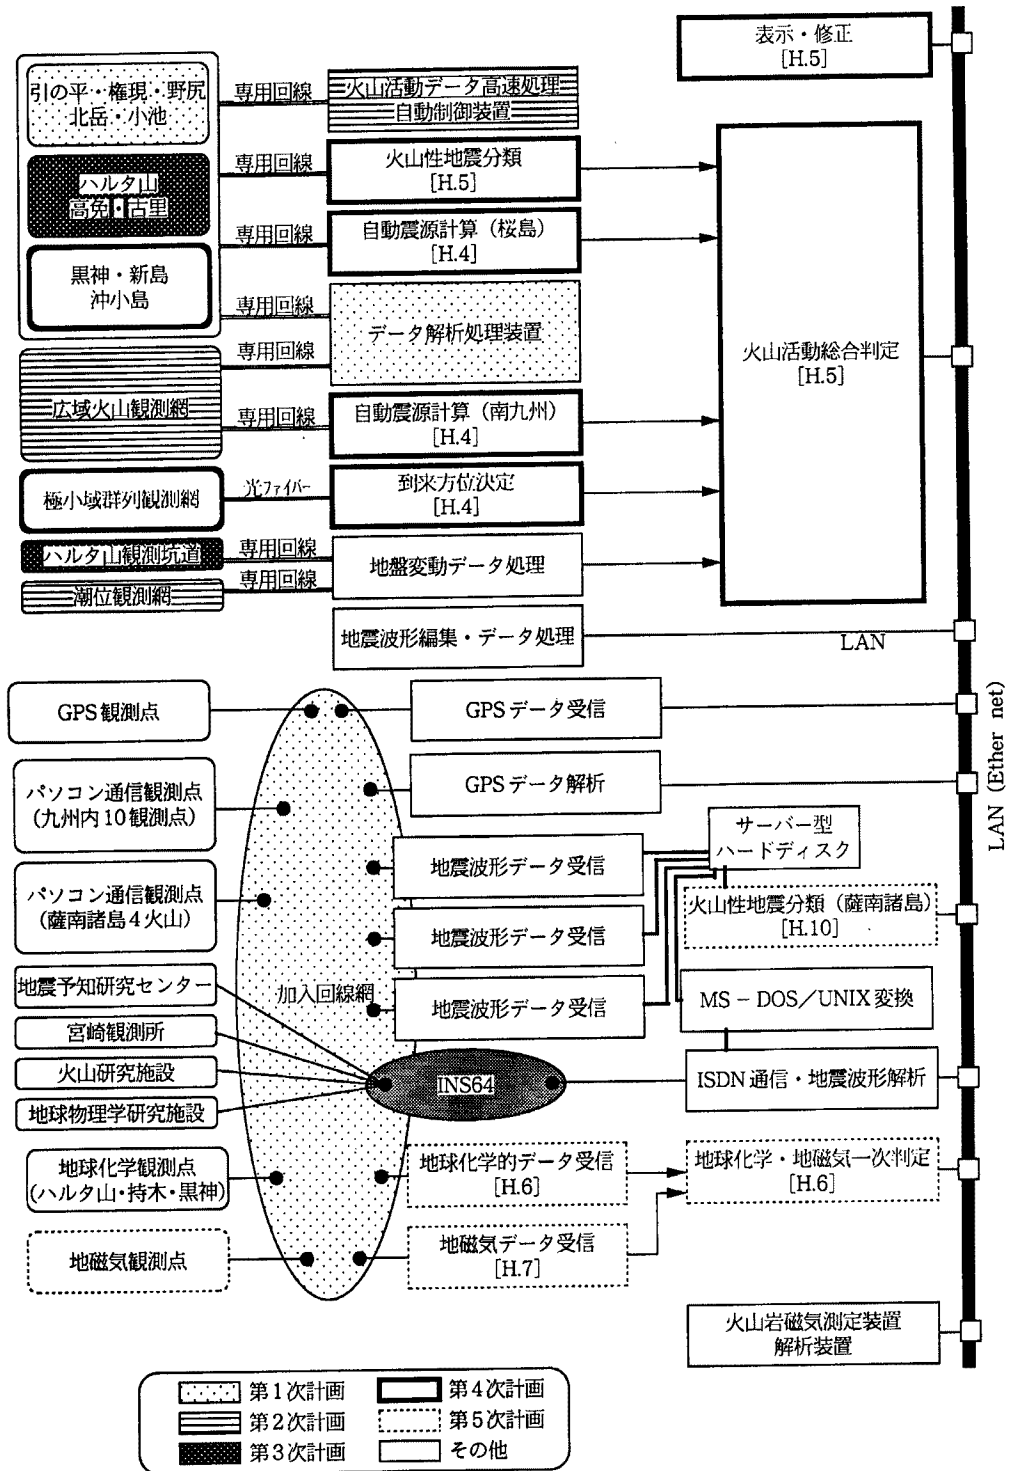 表示・修正
[H.5]
引の平・権現・野尻
北岳・小池
専用回線
火山活動データ高速処理
自動制御装置
ハルタ山
高免・古里
専用回線
火山性地震分類
[H.5]
専用回線
自動震源計算（桜島）
[H.4]
黒神・新島
沖小島
専用回線
データ解析処理装置
専用回線
火山活動総合判定
[H.5]
広域火山観測網
専用回線
自動震源計算（南九州）
[H.4]
極小域群列観測網
光ファイバー
到来方位決定
[H.4]
ハルタ山観測坑道
専用回線
地盤変動データ処理
専用回線
潮位観測網
地震波形編集・データ処理
LAN
GPS観測点
GPSデータ受信
LAN (Ether net)
GPSデータ解析
パソコン通信観測点
(九州内10観測点)
サーバー型
ハードディスク
地震波形データ受信
パソコン通信観測点
(薩南諸島4火山)
火山性地震分類（薩南諸島）
[H.10]
地震波形データ受信
地震予知研究センター
加入回線網
地震波形データ受信
MS－DOS／UNIX変換
宮崎観測所
火山研究施設
INS64
ISDN通信・地震波形解析
地球物理学研究施設
地球化学観測点
(ハルタ山・持木・黒神)
地球化学的データ受信
[H.6]
地球化学・地磁気一次判定
[H.6]
地磁気観測点
地磁気データ受信
[H.7]
火山岩磁気測定装置
解析装置
第1次計画
第4次計画
第2次計画
第5次計画
第3次計画
その他